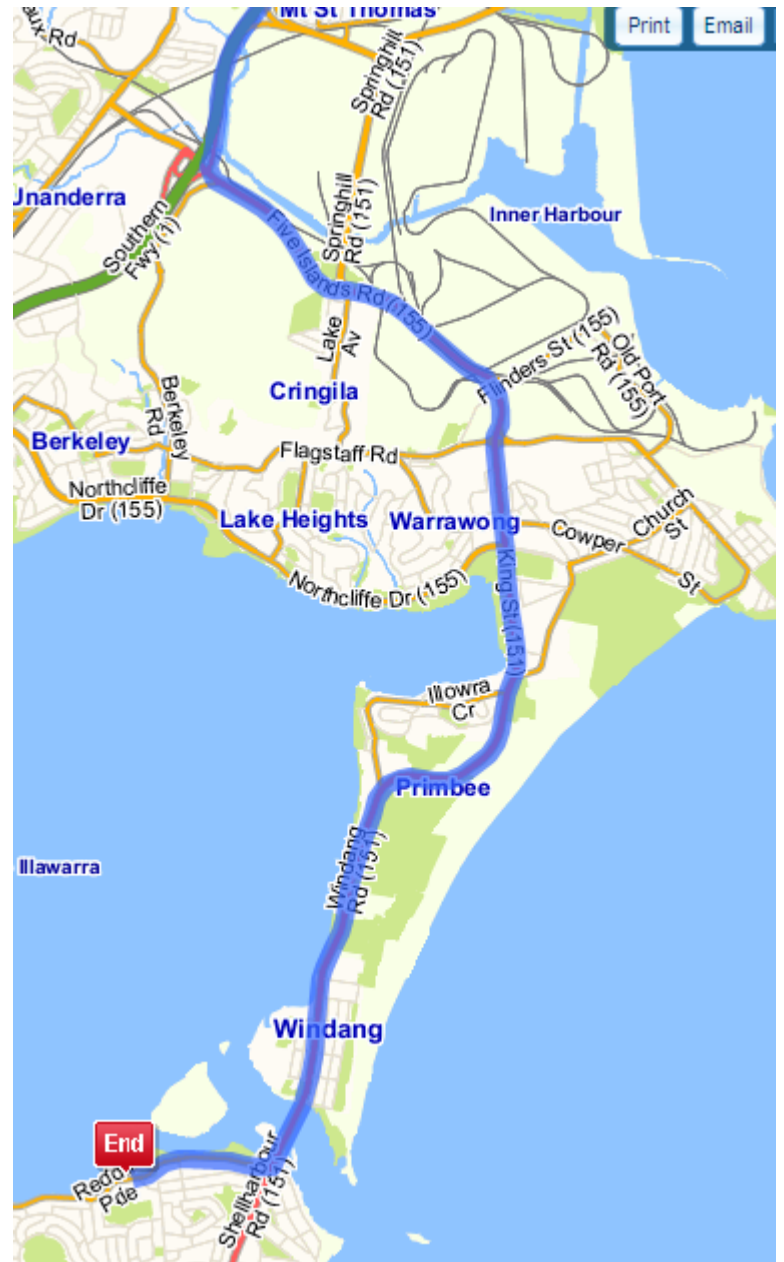 Mt St Thomas
Print
Email
aux Rd
Springhill
Rd (151)
Unanderra
Inner Harbour
Southern
Fwy (1)
Springhill
Rd (151)
Five Islands Rd (155)
Lake
Av
Flinders St (155)
Old Port
Rd (155)
Cringila
Berkeley
Rd
Berkeley
Flagstaff Rd
Northcliffe
Dr (155)
Lake Heights
Warrawong
Cowper
St
Church
St
Northcliffe Dr (155)
King St (151)
Illowra
Cr
Primbee
Windang
Rd (151)
Illawarra
Windang
End
Redo
Pde
Shellharbour
Rd (151)